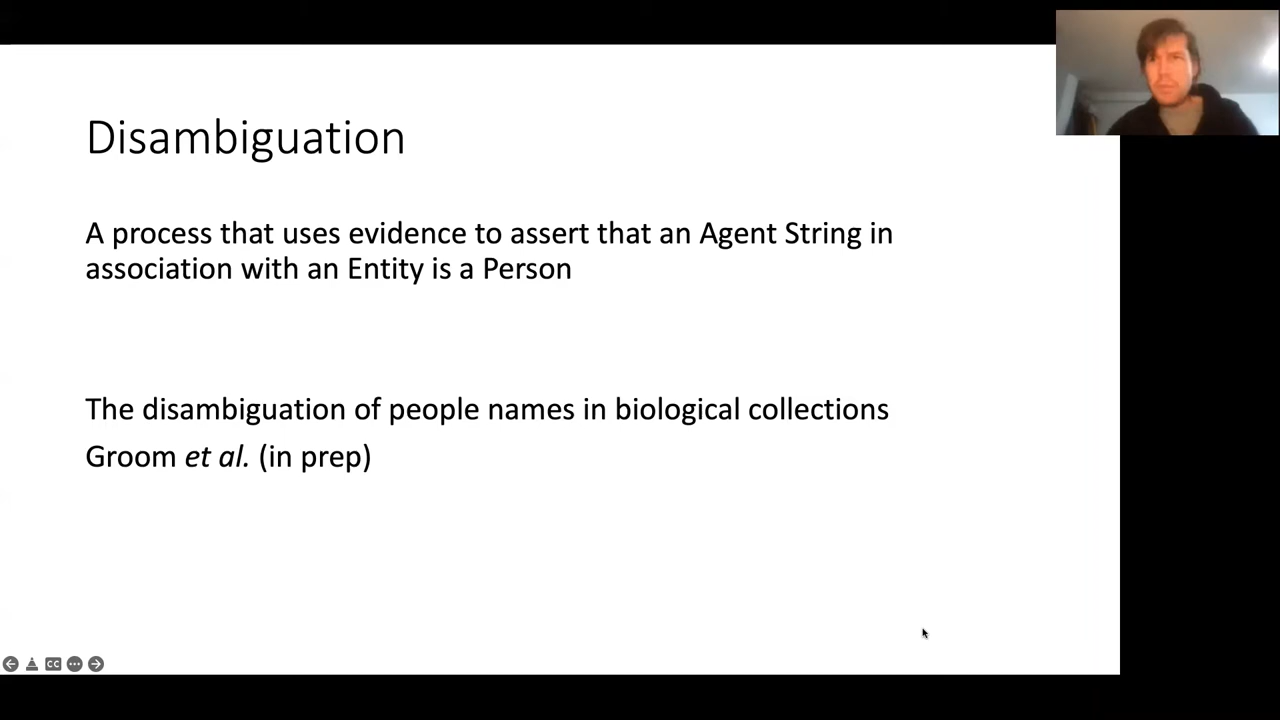 Disambiguation
A process that uses evidence to assert that an Agent String in
association with an Entity is a Person
The disambiguation of people names in biological collections
Groom et al. (in prep)
CC